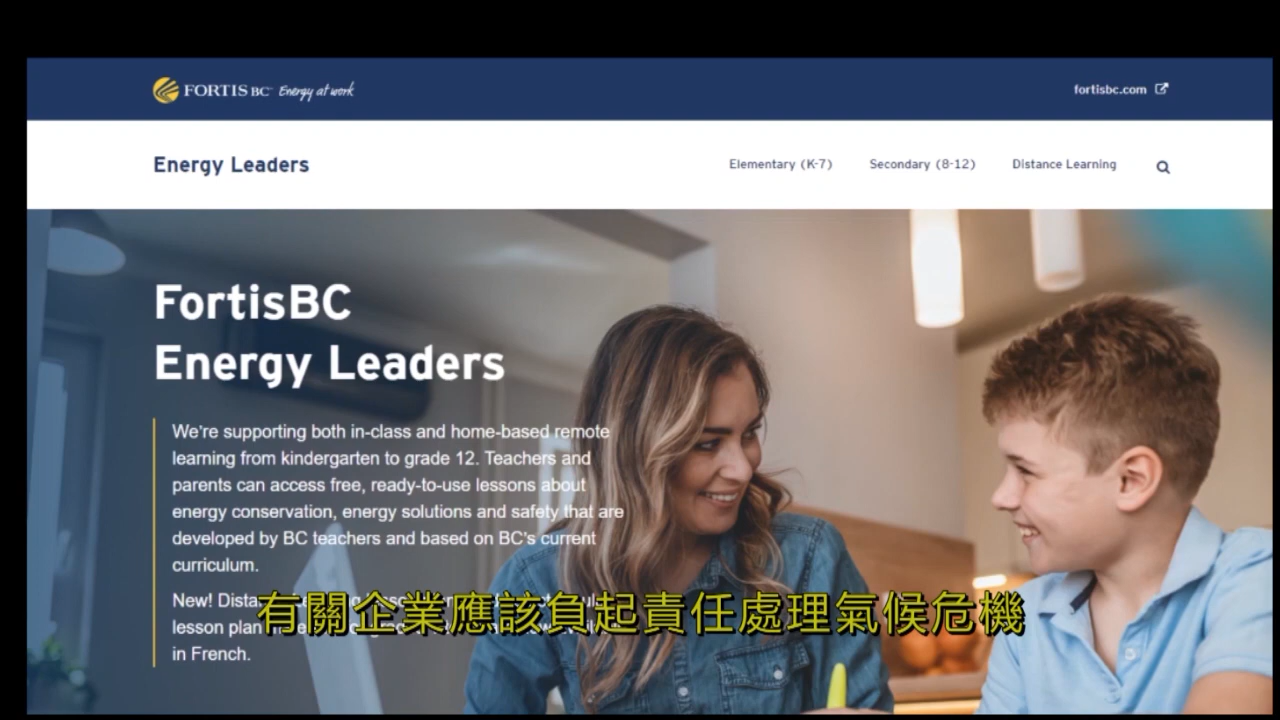 FORTIS BC Energy at work
fortisbc.com
Energy Leaders
Elementary (K-7) Secondary (8-12) Distance Learning
FortisBC
Energy Leaders
We're supporting both in-class and home-based remote
learning from kindergarten to grade 12. Teachers and
parents can access free, ready-to-use lessons about
energy conservation, energy solutions and safety that are
developed by BC teachers and based on BC's current
curriculum.
New!
lesson
in French.
有關企業應該負起責任處理氣候危機